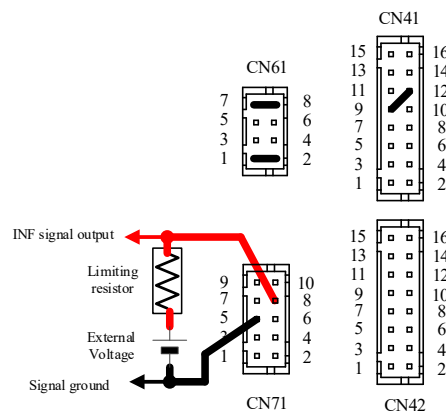 CN41
15 16
13 14
11 12
9 10
7 8
5 6
3 4
1 2
CN61
7 8
5 6
3 4
1 2
INF signal output
Limiting
resistor
External
Voltage
Signal ground
9 10
7 8
5 6
3 4
1 2
CN71
15 16
13 14
11 12
9 10
7 8
5 6
3 4
1 2
CN42